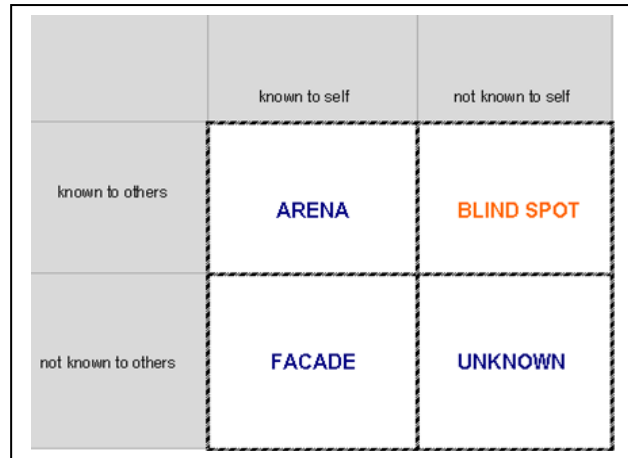 known to self not known to self
known to others ARENA BLIND SPOT
not known to others FACADE UNKNOWN